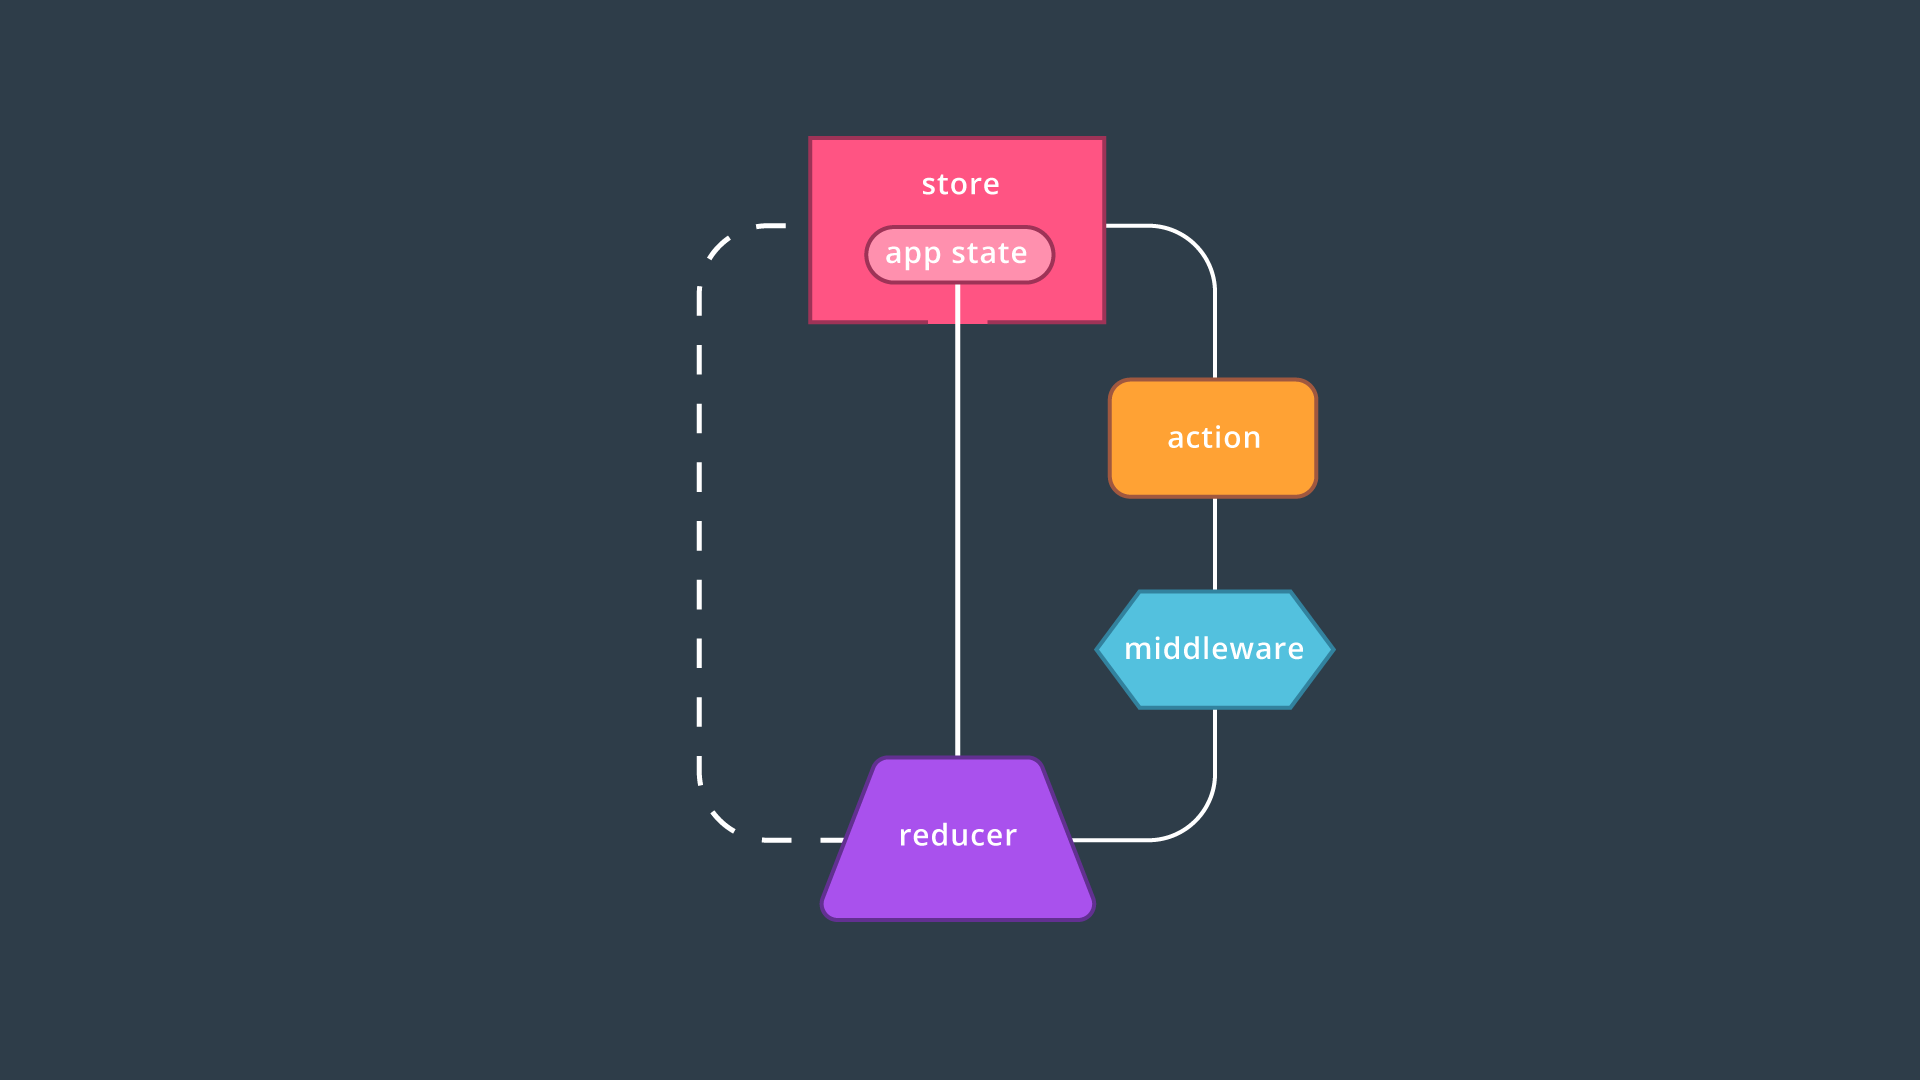 store
app state
action
middleware
reducer